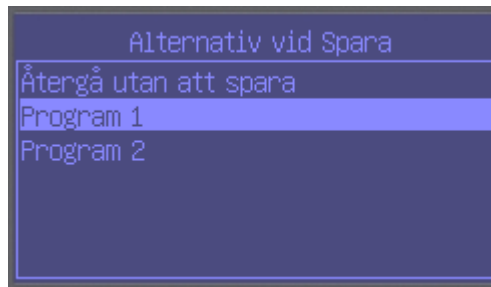 Alternativ vid Spara
Återgå utan att spara
Program 1
Program 2